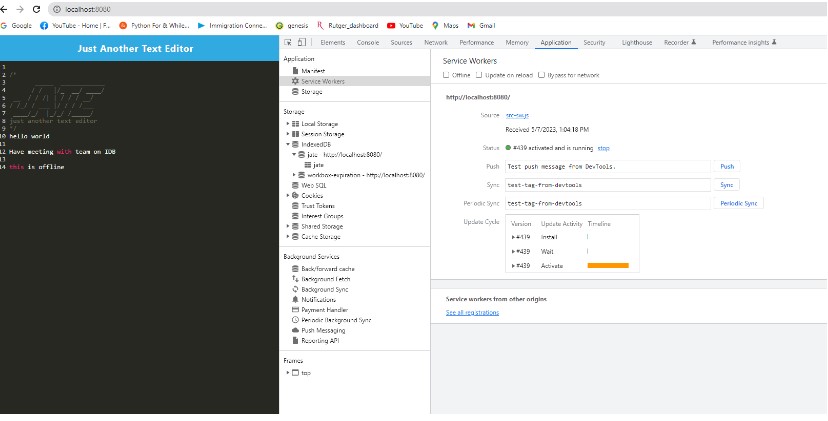 localhost:8080
Google YouTube - Home | F... Python For & While... Immigration Conne... genesis Rutger_dashboard YouTube Maps Gmail
Just Another Text Editor
1
2 /*
3
4
5
6
7
8 just another text editor
9 */
10 hello world
11
12 Have meeting with team on IDB
13
14 this is offline
Elements Console Sources Network Performance Memory Application Security Lighthouse Recorder Performance insights
Application
Manifest
Service Workers
Storage
Storage
Local Storage
Session Storage
IndexedDB
jate - http://localhost:8080/
jate
workbox-expiration - http://localhost:8080/
Web SQL
Cookies
Trust Tokens
Interest Groups
Shared Storage
Cache Storage
Background Services
Back/forward cache
Background Fetch
Background Sync
Notifications
Payment Handler
Periodic Background Sync
Push Messaging
Reporting API
Frames
top
Service Workers
Offline Update on reload Bypass for network
http://localhost:8080/
Source src-sw.js
Received 5/7/2023, 1:04:18 PM
Status #439 activated and is running stop
Push Test push message from DevTools. Push
Sync test-tag-from-devtools Sync
Periodic Sync test-tag-from-devtools Periodic Sync
Update Cycle Version Update Activity Timeline
#439 Install
#439 Wait
#439 Activate
Service workers from other origins
See all registrations